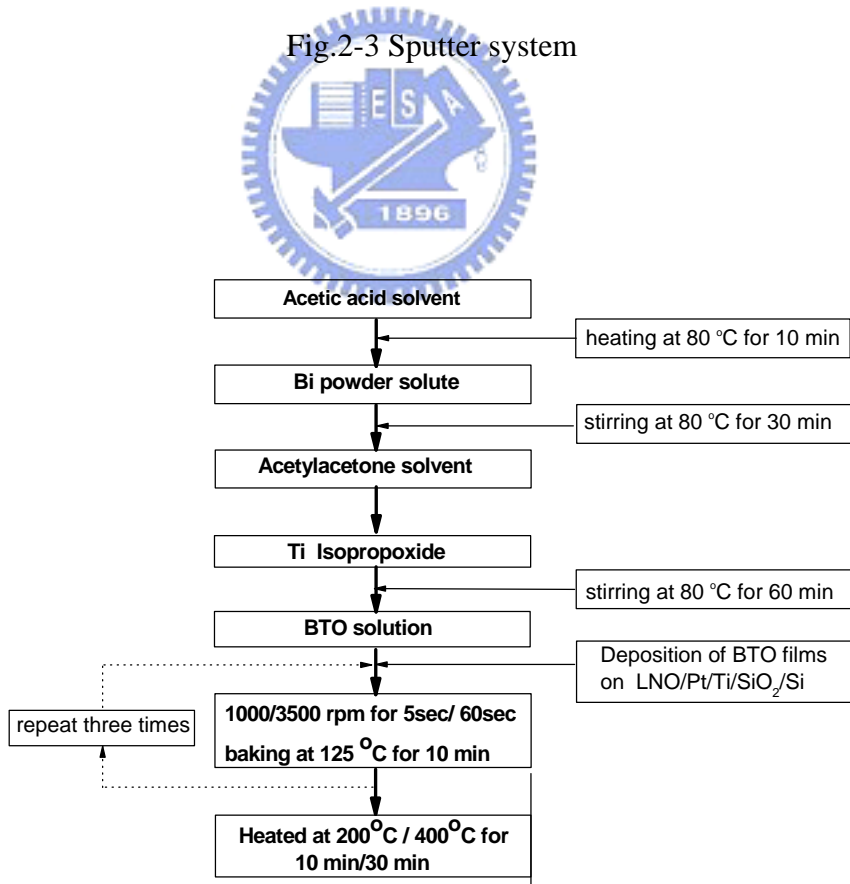 Fig.2-3 Sputter system
E S A
1896
Acetic acid solvent
heating at 80 °C for 10 min
Bi powder solute
stirring at 80 °C for 30 min
Acetylacetone solvent
Ti Isopropoxide
stirring at 80 °C for 60 min
BTO solution
Deposition of BTO films
on LNO/Pt/Ti/SiO₂/Si
repeat three times
1000/3500 rpm for 5sec/ 60sec
baking at 125 °C for 10 min
Heated at 200°C / 400°C for
10 min/30 min